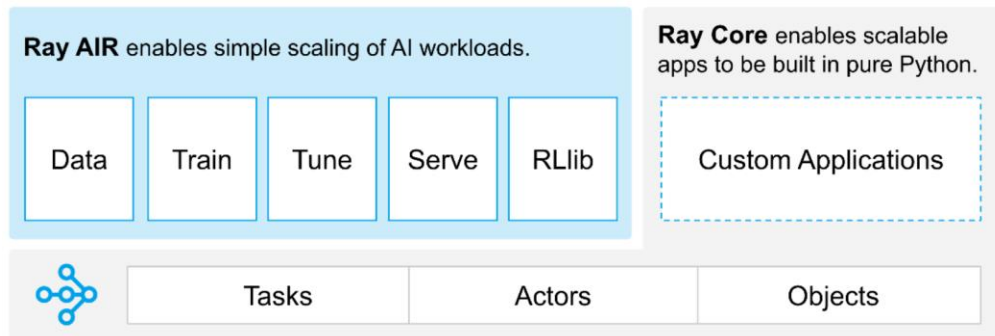 Ray AIR enables simple scaling of AI workloads.
Ray Core enables scalable
apps to be built in pure Python.
Data
Train
Tune
Serve
RLlib
Custom Applications
Tasks
Actors
Objects